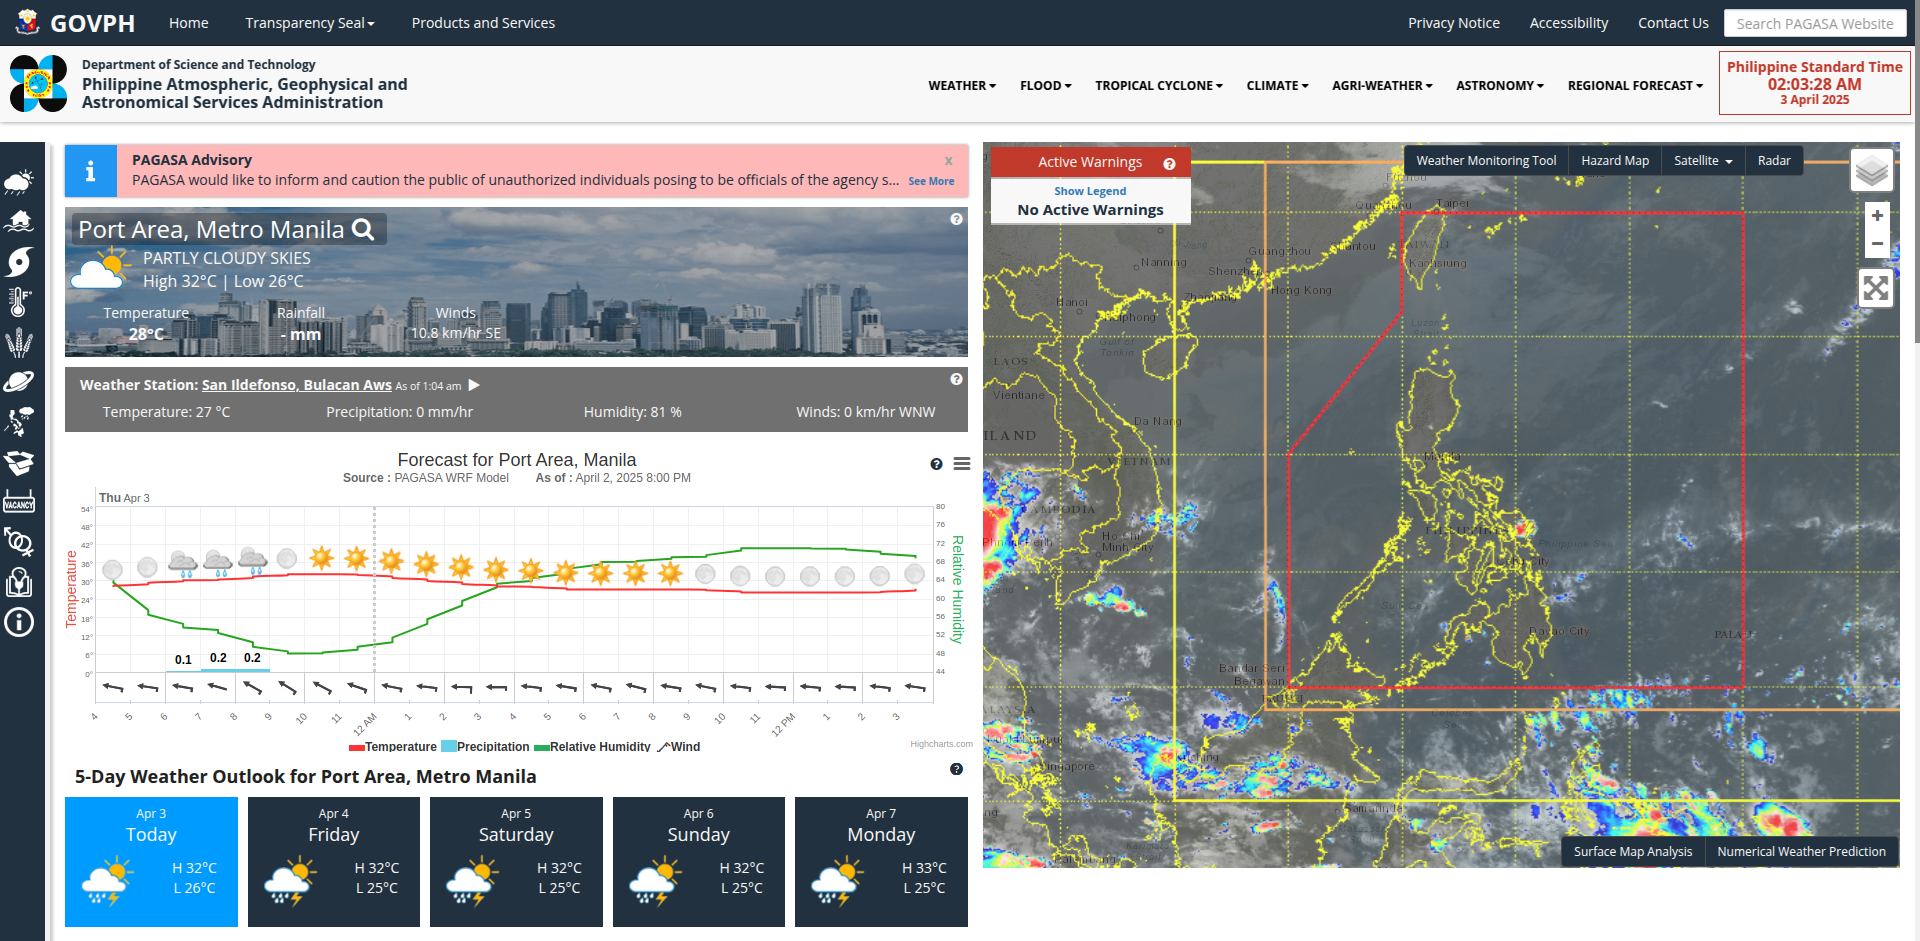 GOVPH
Home
Transparency Seal
Products and Services
Privacy Notice
Accessibility
Contact Us
Search PAGASA Website
Department of Science and Technology
Philippine Atmospheric, Geophysical and
Astronomical Services Administration
WEATHER
FLOOD
TROPICAL CYCLONE
CLIMATE
AGRI-WEATHER
ASTRONOMY
REGIONAL FORECAST
Philippine Standard Time
02:03:28 AM
3 April 2025
PAGASA Advisory
x
PAGASA would like to inform and caution the public of unauthorized individuals posing to be officials of the agency s... See More
Port Area, Metro Manila
PARTLY CLOUDY SKIES
High 32°C | Low 26°C
Temperature
28°C
Rainfall
- mm
Winds
10.8 km/hr SE
Weather Station: San Ildefonso, Bulacan Aws As of 1:04 am
Temperature: 27 °C
Precipitation: 0 mm/hr
Humidity: 81 %
Winds: 0 km/hr WNW
Forecast for Port Area, Manila
Source : PAGASA WRF Model As of : April 2, 2025 8:00 PM
Thu Apr 3
54°
48°
42°
36°
30°
24°
18°
12°
6°
0°
Temperature
80
76
72
68
64
60
56
52
48
44
Relative Humidity
0.1
0.2
0.2
4 5 6 7 8 9 10 11 12 AM 1 2 3 4 5 6 7 8 9 10 11 12 PM 1 2 3
Temperature Precipitation Relative Humidity Wind
Highcharts.com
5-Day Weather Outlook for Port Area, Metro Manila
Apr 3
Today
H 32°C
L 26°C
Apr 4
Friday
H 32°C
L 25°C
Apr 5
Saturday
H 32°C
L 25°C
Apr 6
Sunday
H 32°C
L 25°C
Apr 7
Monday
H 33°C
L 25°C
VACANCY
Active Warnings
Show Legend
No Active Warnings
Weather Monitoring Tool
Hazard Map
Satellite
Radar
+
−
Taipei
Guangzhou
Nanning
Shenzhen
Kaohsiung
Hong Kong
Hanoi
Gulf of
Tonkin
LAOS
Vientiane
Da Nang
ILAND
VIETNAM
Manila
CAMBODIA
Ho Chi
Minh City
Philippine Sea
Davao City
Bandar Seri
Begawan
Singapore
Kuching
Samarinda
Surface Map Analysis
Numerical Weather Prediction